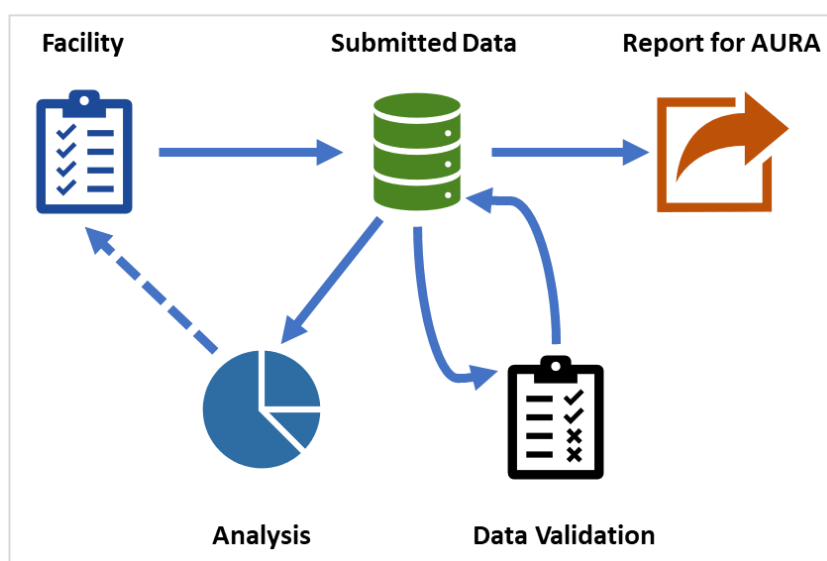 Facility
Submitted Data
Report for AURA
Analysis
Data Validation